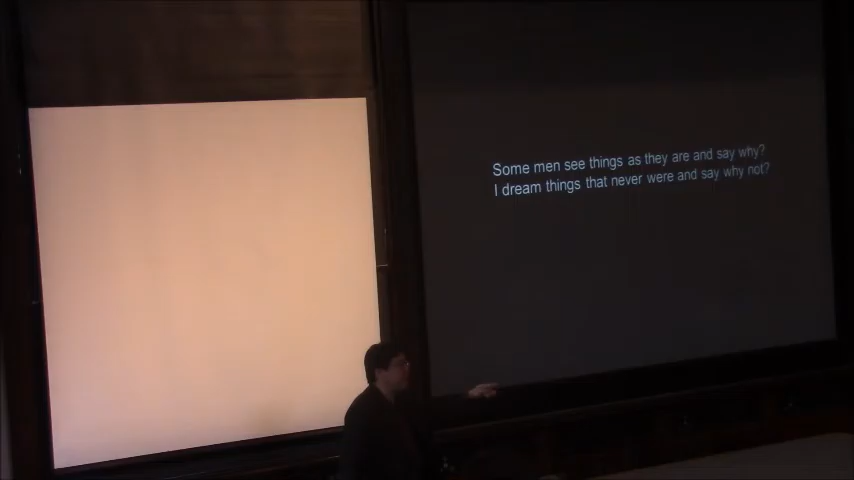 Some men see things as they are and say why?
I dream things that never were and say why not?